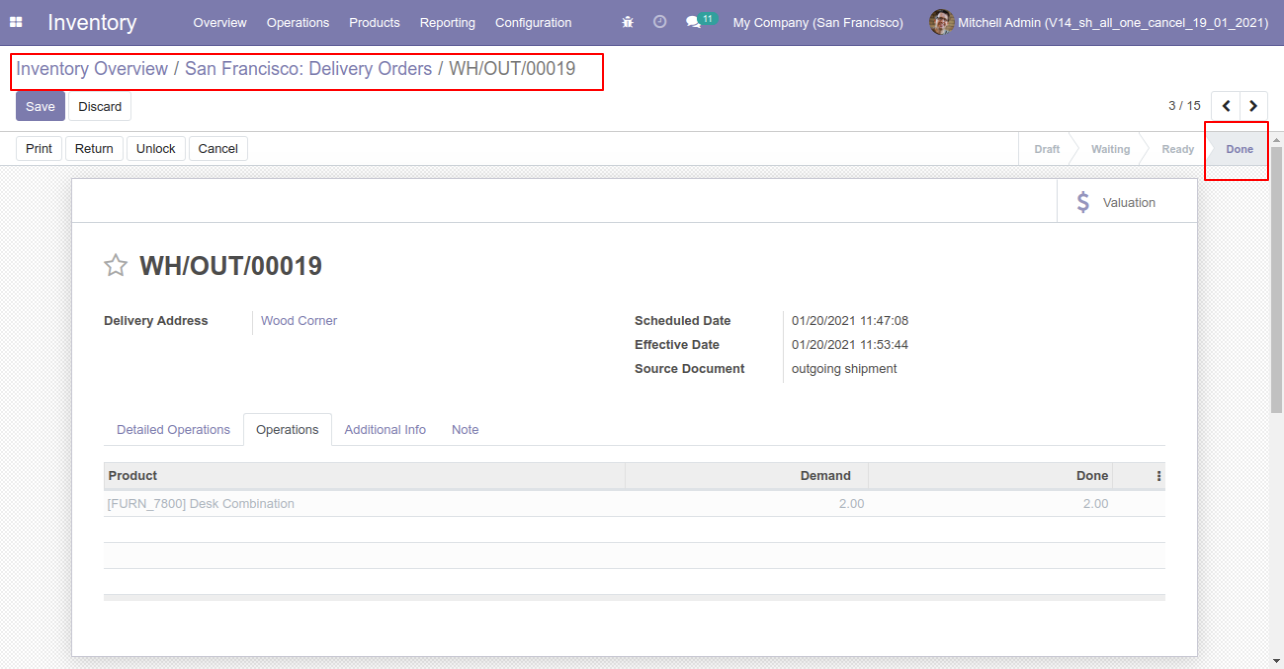 Inventory Overview Operations Products Reporting Configuration 11 My Company (San Francisco) Mitchell Admin (V14_sh_all_one_cancel_19_01_2021)
Inventory Overview / San Francisco: Delivery Orders / WH/OUT/00019
Save Discard 3 / 15
Print Return Unlock Cancel Draft Waiting Ready Done
$ Valuation
WH/OUT/00019
Delivery Address Wood Corner Scheduled Date 01/20/2021 11:47:08
Effective Date 01/20/2021 11:53:44
Source Document outgoing shipment
Detailed Operations Operations Additional Info Note
Product Demand Done
[FURN_7800] Desk Combination 2.00 2.00